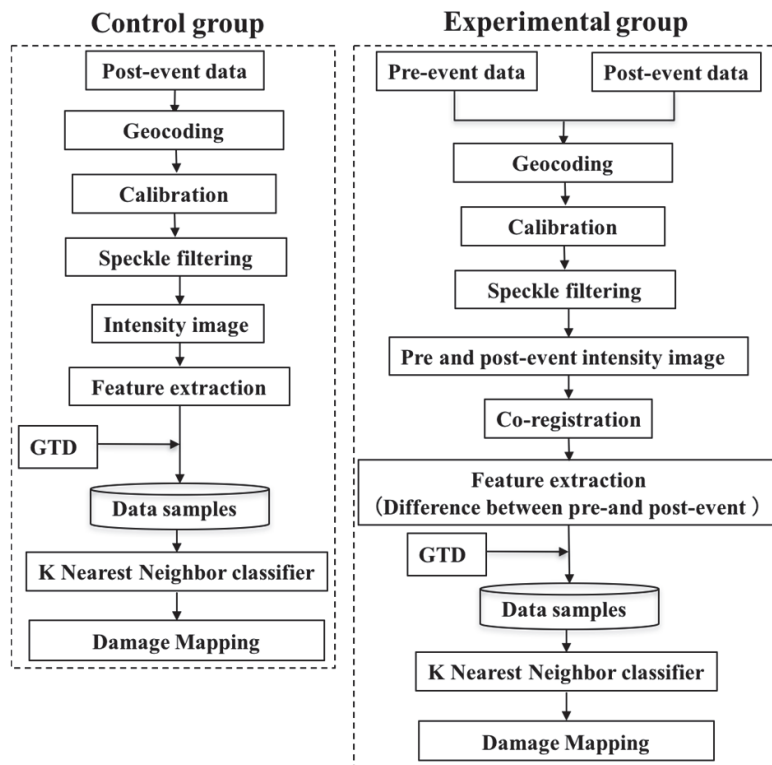 Control group
Post-event data
Geocoding
Calibration
Speckle filtering
Intensity image
Feature extraction
GTD
Data samples
K Nearest Neighbor classifier
Damage Mapping
Experimental group
Pre-event data
Post-event data
Geocoding
Calibration
Speckle filtering
Pre and post-event intensity image
Co-registration
Feature extraction
（Difference between pre-and post-event ）
GTD
Data samples
K Nearest Neighbor classifier
Damage Mapping